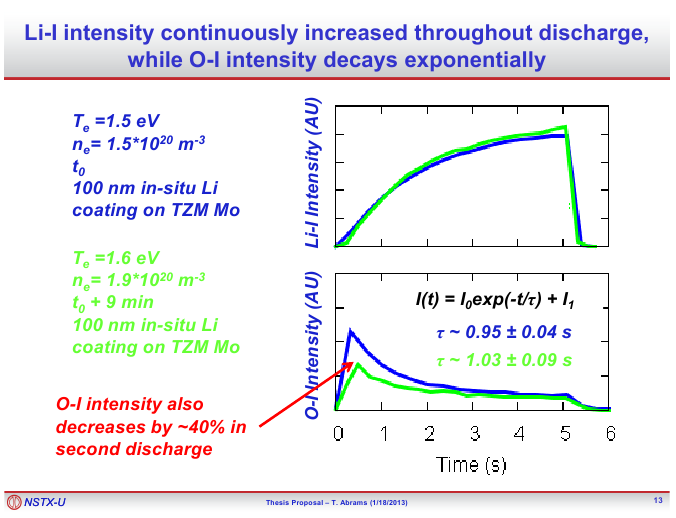 Li-I intensity continuously increased throughout discharge,
while O-I intensity decays exponentially
Tₑ =1.5 eV
nₑ= 1.5*10²⁰ m⁻³
t₀
100 nm in-situ Li
coating on TZM Mo
Tₑ =1.6 eV
nₑ= 1.9*10²⁰ m⁻³
t₀ + 9 min
100 nm in-situ Li
coating on TZM Mo
O-I intensity also
decreases by ~40% in
second discharge
Li-I Intensity (AU)
O-I Intensity (AU)
I(t) = I₀exp(-t/τ) + I₁
τ ~ 0.95 ± 0.04 s
τ ~ 1.03 ± 0.09 s
0 1 2 3 4 5 6
Time (s)
NSTX-U
Thesis Proposal – T. Abrams (1/18/2013)
13